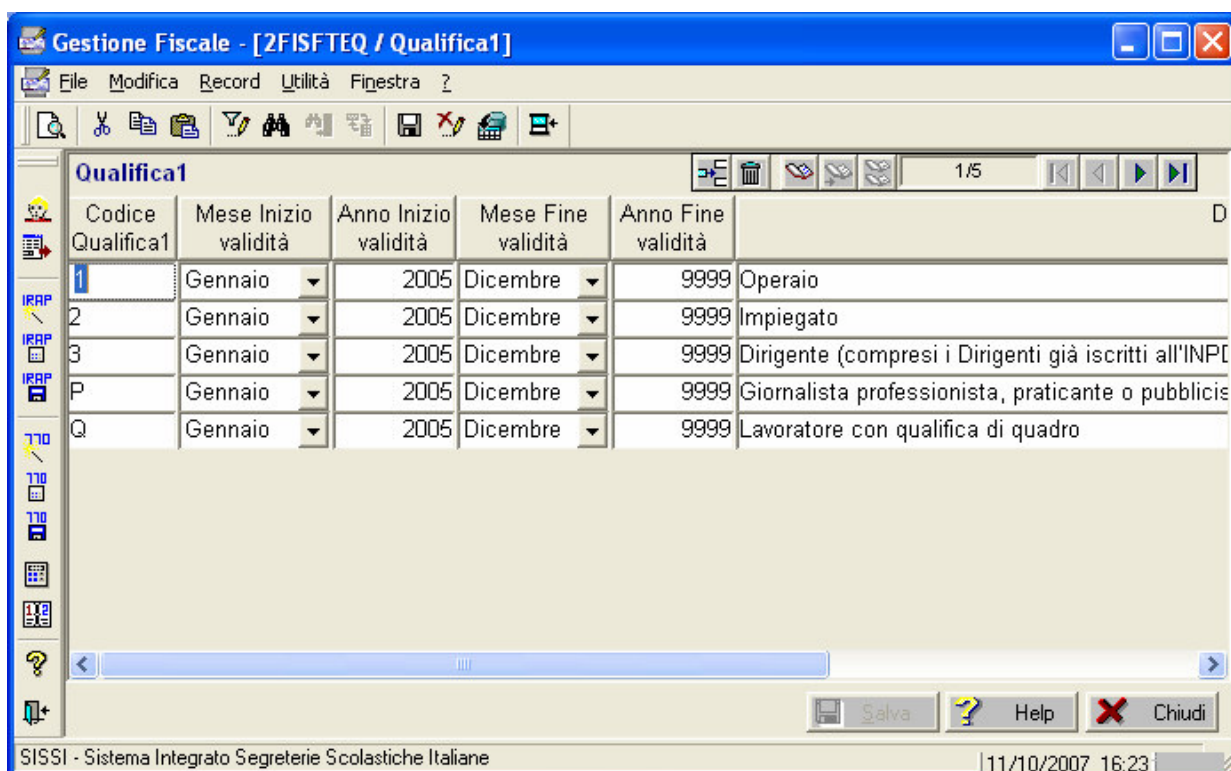 Gestione Fiscale - [2FISFTEQ / Qualifica1]
File Modifica Record Utilità Finestra ?
Qualifica1 1/5
Codice Qualifica1 Mese Inizio validità Anno Inizio validità Mese Fine validità Anno Fine validità D
1 Gennaio 2005 Dicembre 9999 Operaio
2 Gennaio 2005 Dicembre 9999 Impiegato
3 Gennaio 2005 Dicembre 9999 Dirigente (compresi i Dirigenti già iscritti all'INPD
P Gennaio 2005 Dicembre 9999 Giornalista professionista, praticante o pubblicis
Q Gennaio 2005 Dicembre 9999 Lavoratore con qualifica di quadro
IRAP
IRAP
IRAP
770
770
770
Salva Help Chiudi
SISSI - Sistema Integrato Segreterie Scolastiche Italiane 11/10/2007 16:23